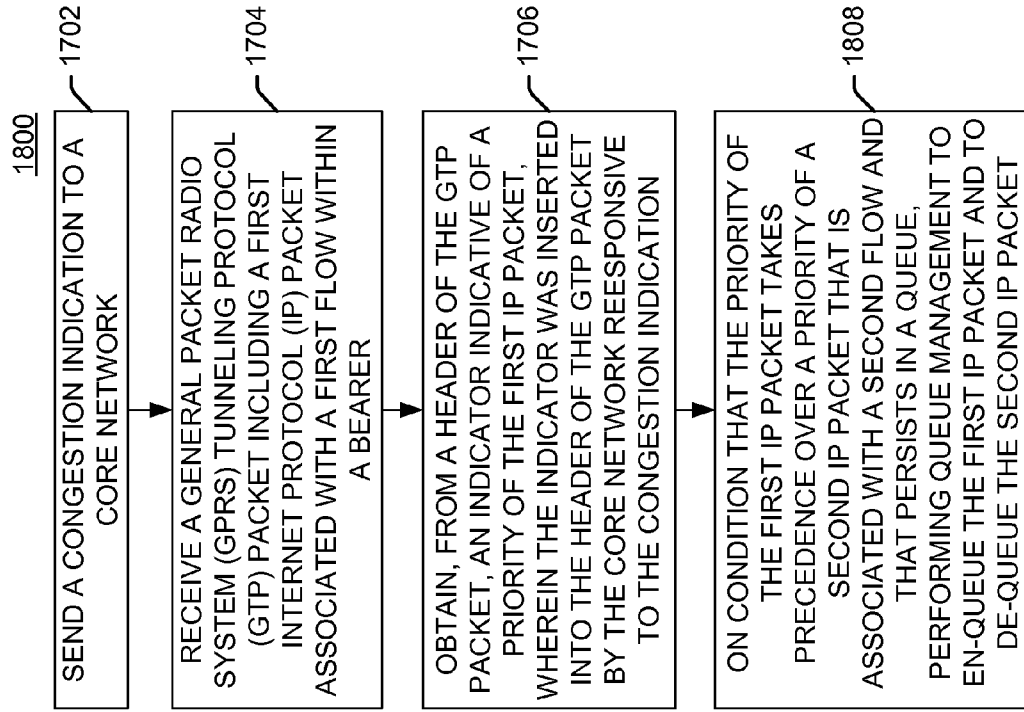 1800
SEND A CONGESTION INDICATION TO A
CORE NETWORK
1702
RECEIVE A GENERAL PACKET RADIO
SYSTEM (GPRS) TUNNELING PROTOCOL
(GTP) PACKET INCLUDING A FIRST
INTERNET PROTOCOL (IP) PACKET
ASSOCIATED WITH A FIRST FLOW WITHIN
A BEARER
1704
OBTAIN, FROM A HEADER OF THE GTP
PACKET, AN INDICATOR INDICATIVE OF A
PRIORITY OF THE FIRST IP PACKET,
WHEREIN THE INDICATOR WAS INSERTED
INTO THE HEADER OF THE GTP PACKET
BY THE CORE NETWORK REESPONSIVE
TO THE CONGESTION INDICATION
1706
ON CONDITION THAT THE PRIORITY OF
THE FIRST IP PACKET TAKES
PRECEDENCE OVER A PRIORITY OF A
SECOND IP PACKET THAT IS
ASSOCIATED WITH A SECOND FLOW AND
THAT PERSISTS IN A QUEUE,
PERFORMING QUEUE MANAGEMENT TO
EN-QUEUE THE FIRST IP PACKET AND TO
DE-QUEUE THE SECOND IP PACKET
1808